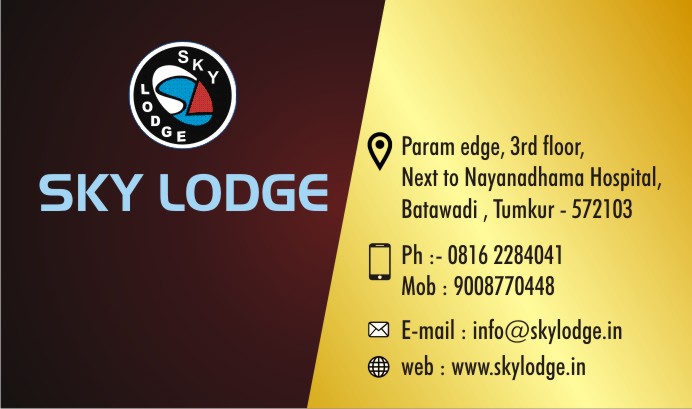 SKY
LODGE
SKY LODGE
Param edge, 3rd floor,
Next to Nayanadhama Hospital,
Batawadi , Tumkur - 572103
Ph :- 0816 2284041
Mob : 9008770448
E-mail : info@skylodge.in
web : www.skylodge.in